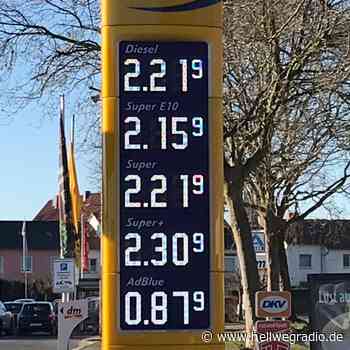 Diesel
2.21⁹
Super E10
2.15⁹
Super
2.21⁹
Super+
2.30⁹
AdBlue
0.87⁹
P
dm
DKV
© www.hellwegradio.de